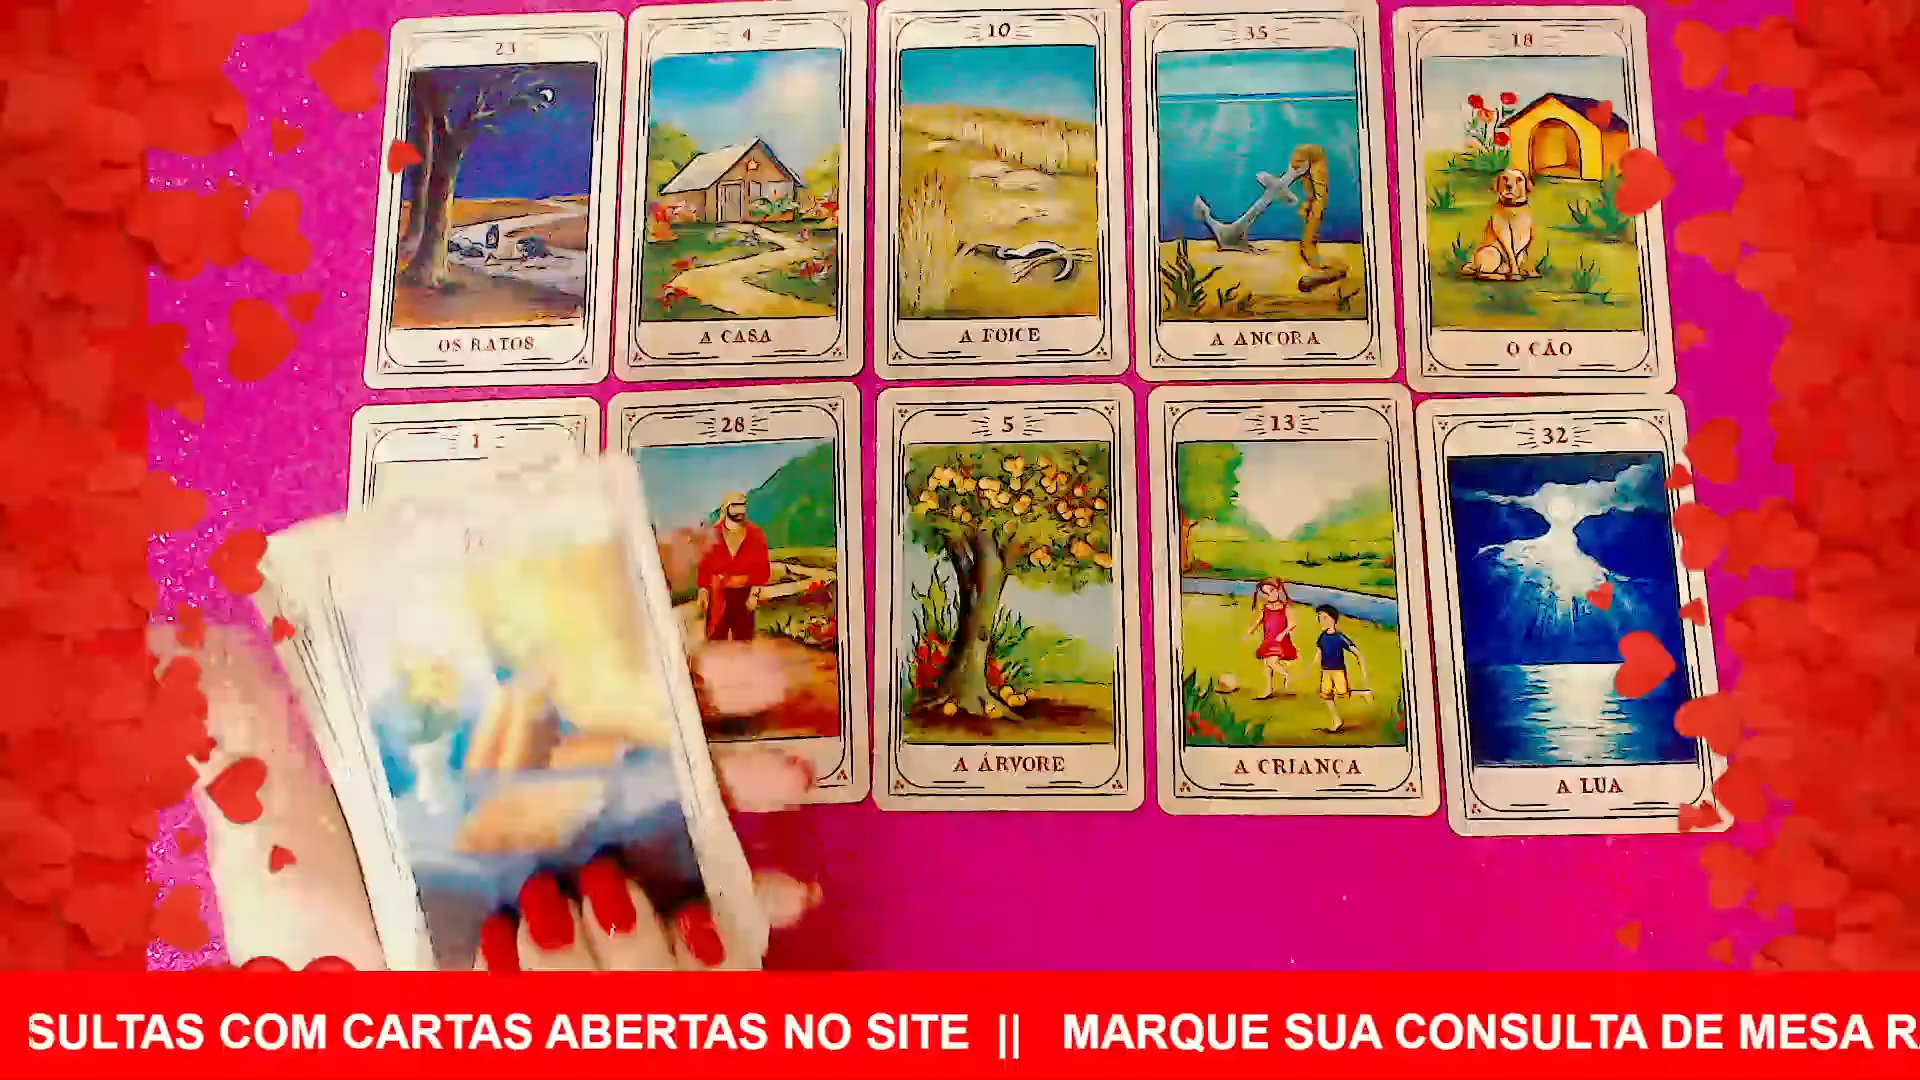 23
4
10
35
18
OS RATOS
A CASA
A FOICE
A ANCORA
O CÃO
1
28
5
13
32
A ÁRVORE
A CRIANÇA
A LUA
SULTAS COM CARTAS ABERTAS NO SITE || MARQUE SUA CONSULTA DE MESA R